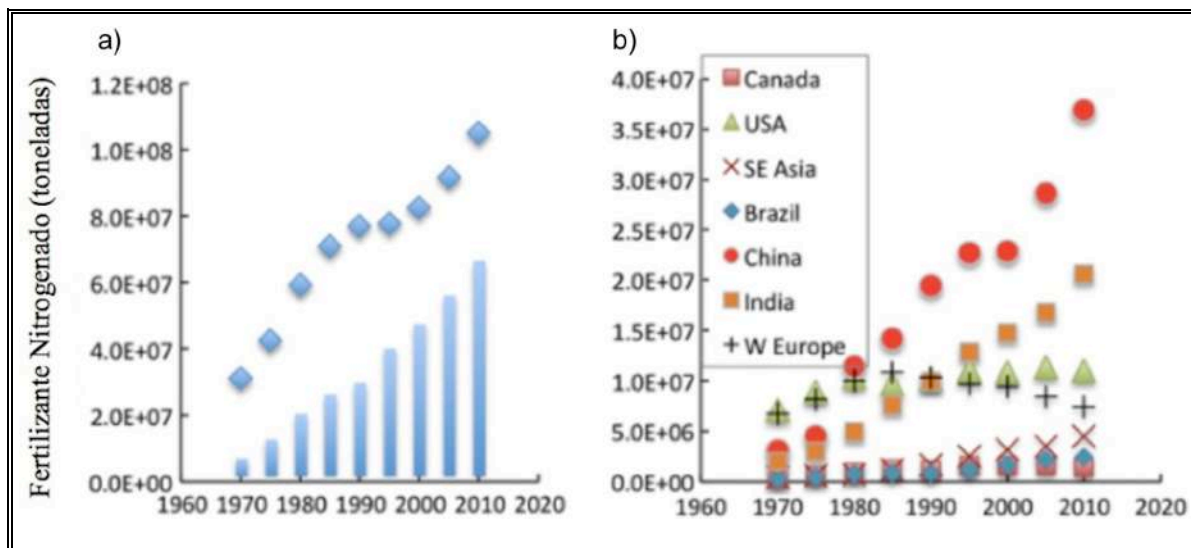 a)
Fertilizante Nitrogenado (toneladas)
1.2E+08
1.0E+08
8.0E+07
6.0E+07
4.0E+07
2.0E+07
0.0E+00
1960 1970 1980 1990 2000 2010 2020
b)
4.0E+07
3.5E+07
3.0E+07
2.5E+07
2.0E+07
1.5E+07
1.0E+07
5.0E+06
0.0E+00
Canada
USA
SE Asia
Brazil
China
India
W Europe
1960 1970 1980 1990 2000 2010 2020